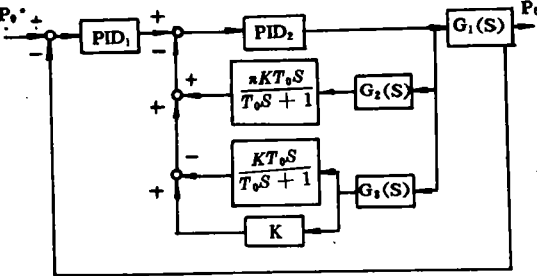 P₀*
+
−
PID₁
+
−
PID₂
G₁(S)
P₀
+
+
nKT₀S
T₀S + 1
G₂(S)
−
+
KT₀S
T₀S + 1
G₃(S)
K